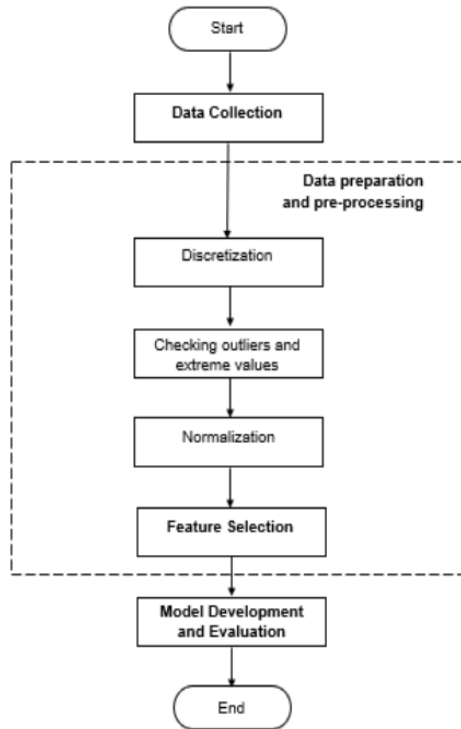 Start
Data Collection
Data preparation
and pre-processing
Discretization
Checking outliers and
extreme values
Normalization
Feature Selection
Model Development
and Evaluation
End